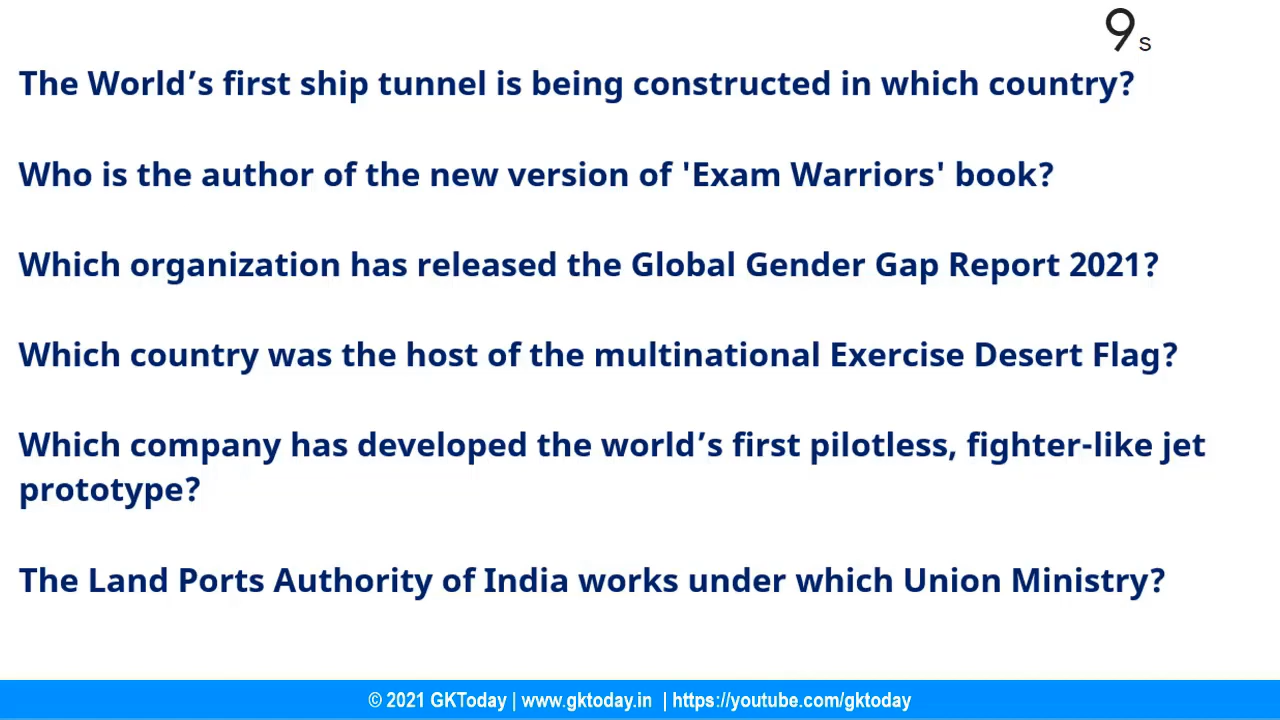 9s
The World’s first ship tunnel is being constructed in which country?
Who is the author of the new version of 'Exam Warriors' book?
Which organization has released the Global Gender Gap Report 2021?
Which country was the host of the multinational Exercise Desert Flag?
Which company has developed the world’s first pilotless, fighter-like jet
prototype?
The Land Ports Authority of India works under which Union Ministry?
© 2021 GKToday | www.gktoday.in | https://youtube.com/gktoday